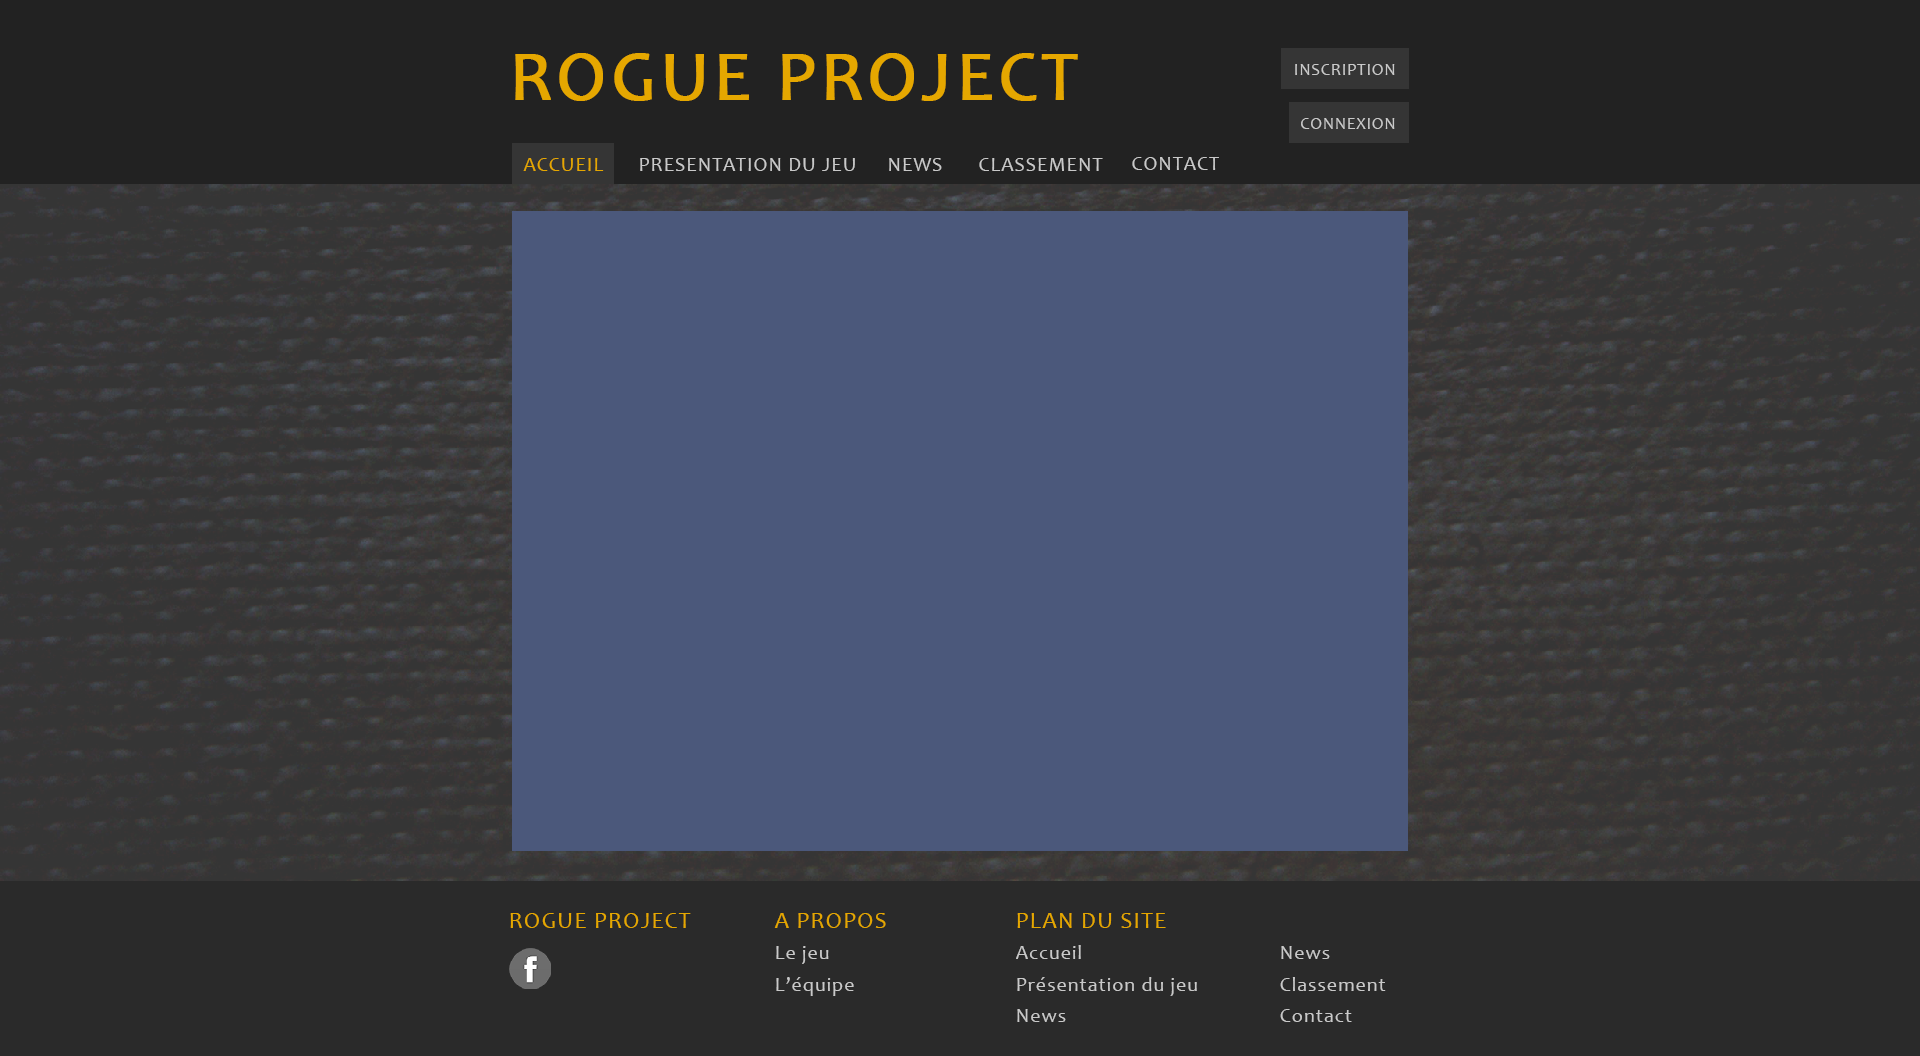 ROGUE PROJECT
INSCRIPTION
CONNEXION
ACCUEIL PRESENTATION DU JEU NEWS CLASSEMENT CONTACT
ROGUE PROJECT
f
A PROPOS
Le jeu
L’équipe
PLAN DU SITE
Accueil
Présentation du jeu
News
News
Classement
Contact